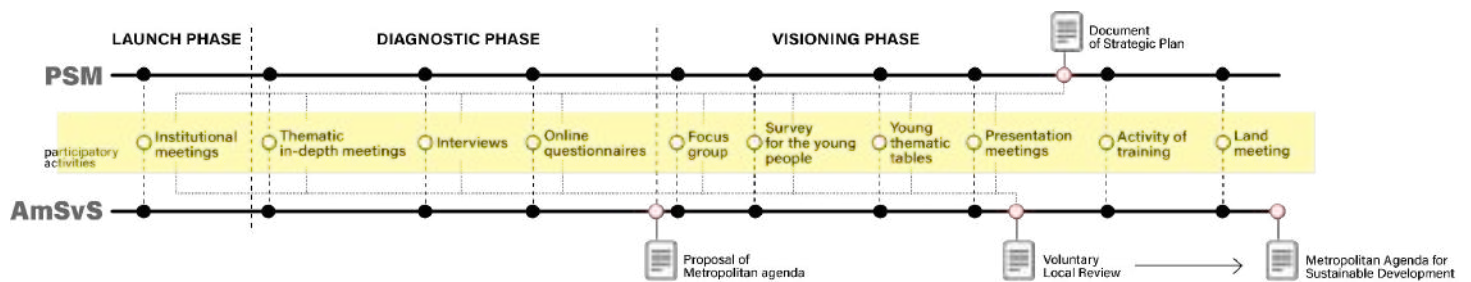 LAUNCH PHASE
DIAGNOSTIC PHASE
VISIONING PHASE
Document
of Strategic Plan
PSM
participatory
activities
Institutional
meetings
Thematic
in-depth meetings
Interviews
Online
questionnaires
Focus
group
Survey
for the young
people
Young
thematic
tables
Presentation
meetings
Activity of
training
Land
meeting
AmSvS
Proposal of
Metropolitan agenda
Voluntary
Local Review
Metropolitan Agenda for
Sustainable Development